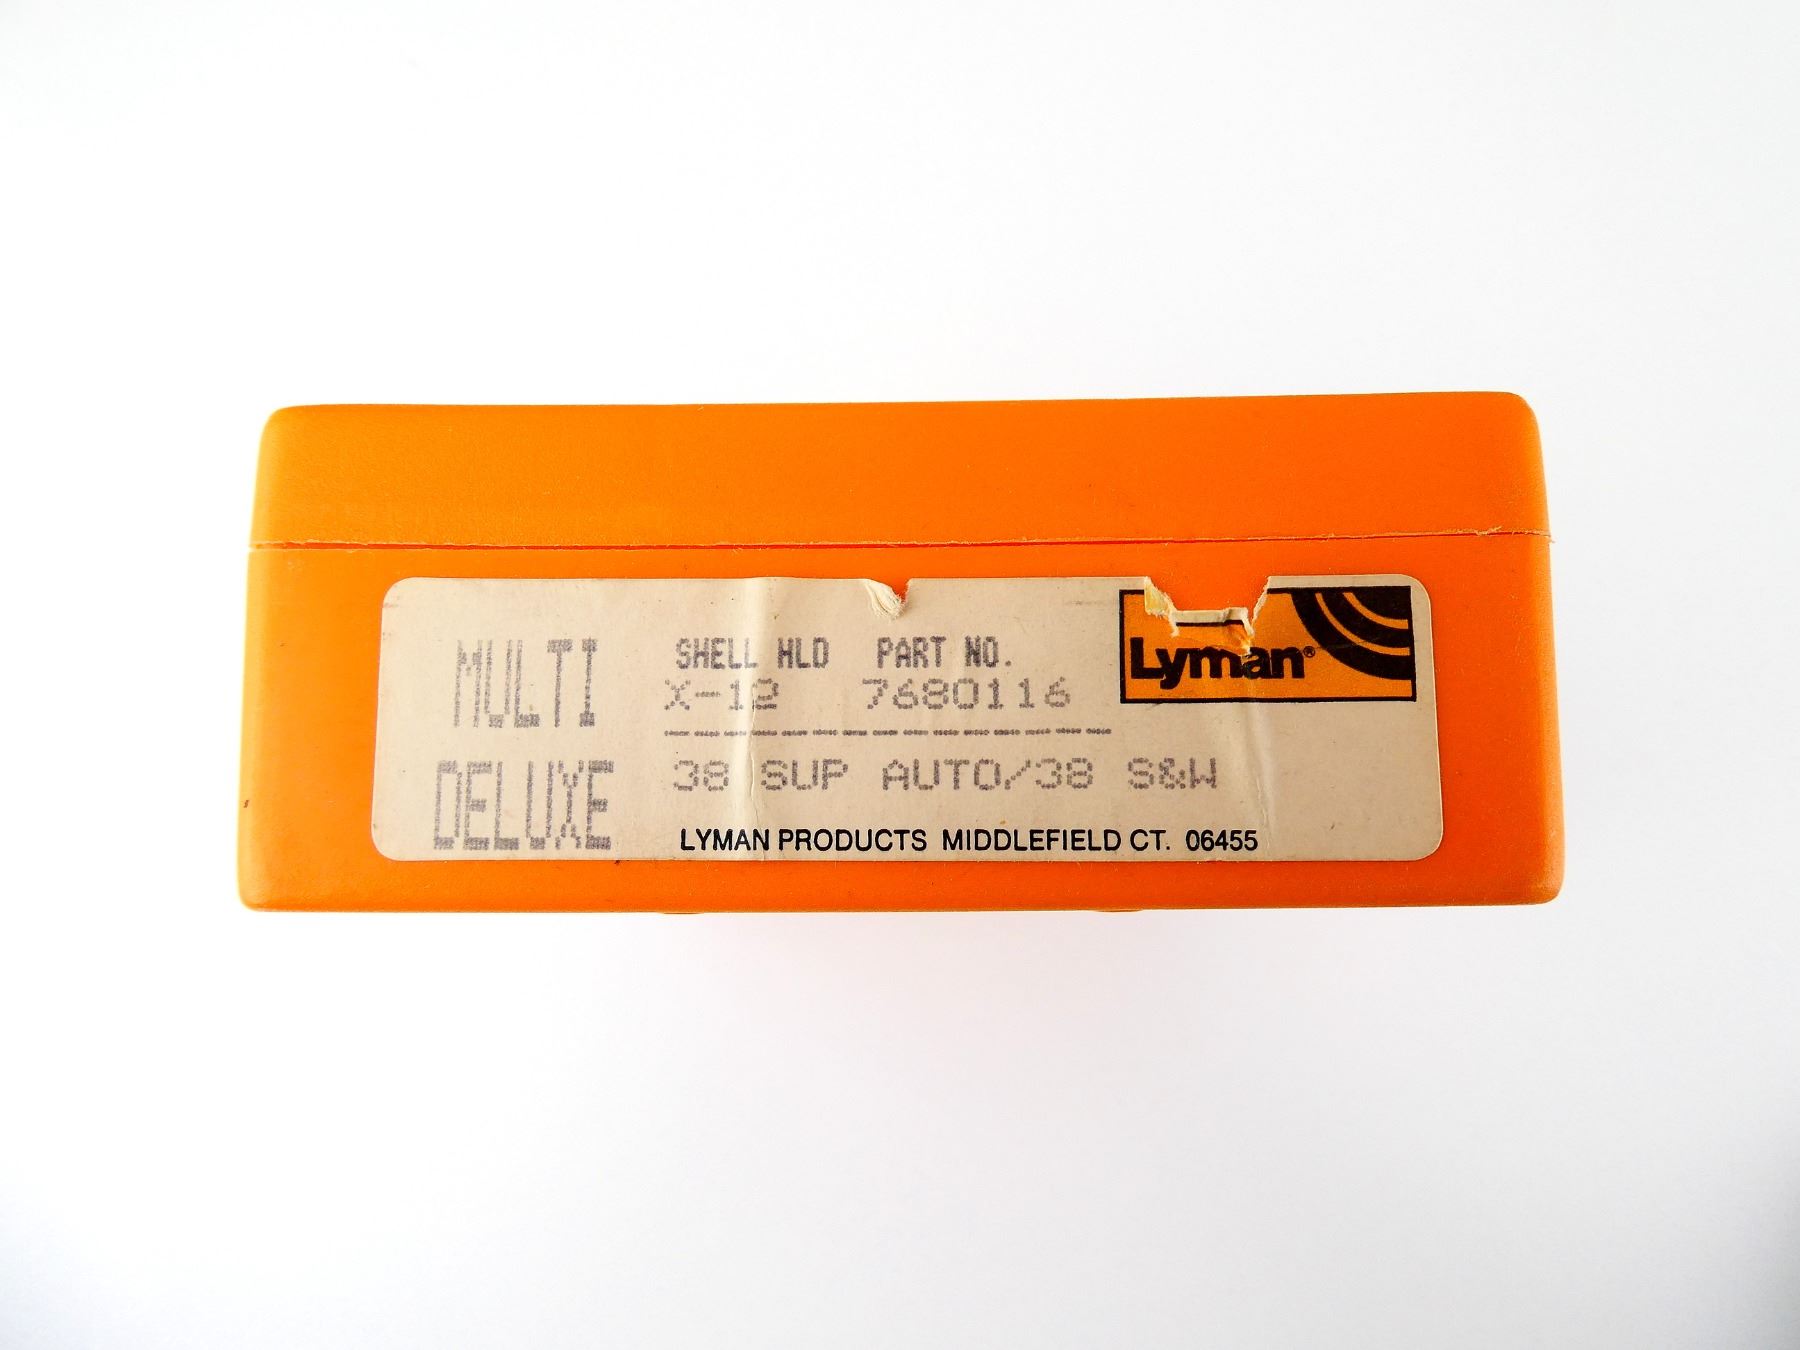 MULTI
DELUXE
SHELL HLD PART NO.
X-12 7680116
38 SUP AUTO/38 S&W
LYMAN PRODUCTS MIDDLEFIELD CT. 06455
Lyman®